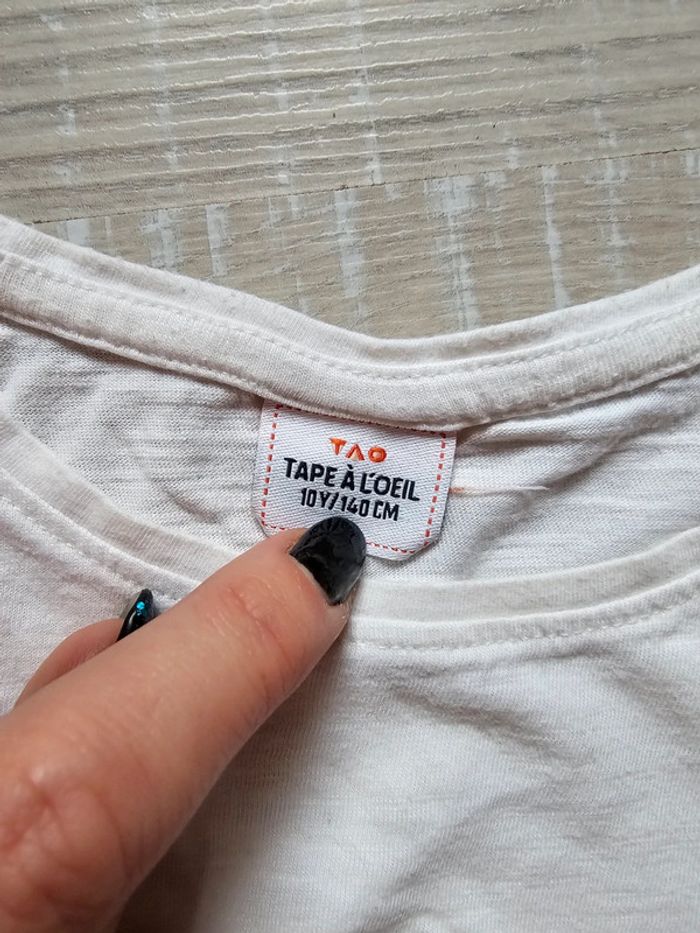 TAO
TAPE À L'OEIL
10Y/140 CM